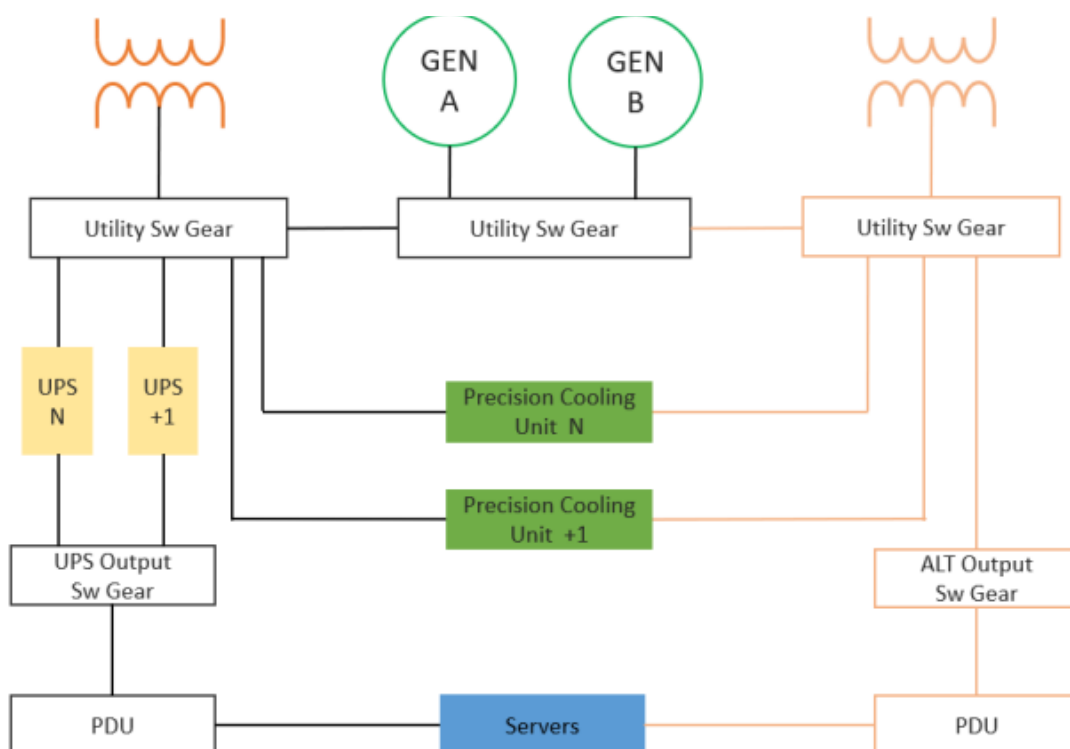 GEN
A
GEN
B
Utility Sw Gear
Utility Sw Gear
Utility Sw Gear
UPS
N
UPS
+1
Precision Cooling
Unit N
Precision Cooling
Unit +1
UPS Output
Sw Gear
ALT Output
Sw Gear
PDU
Servers
PDU